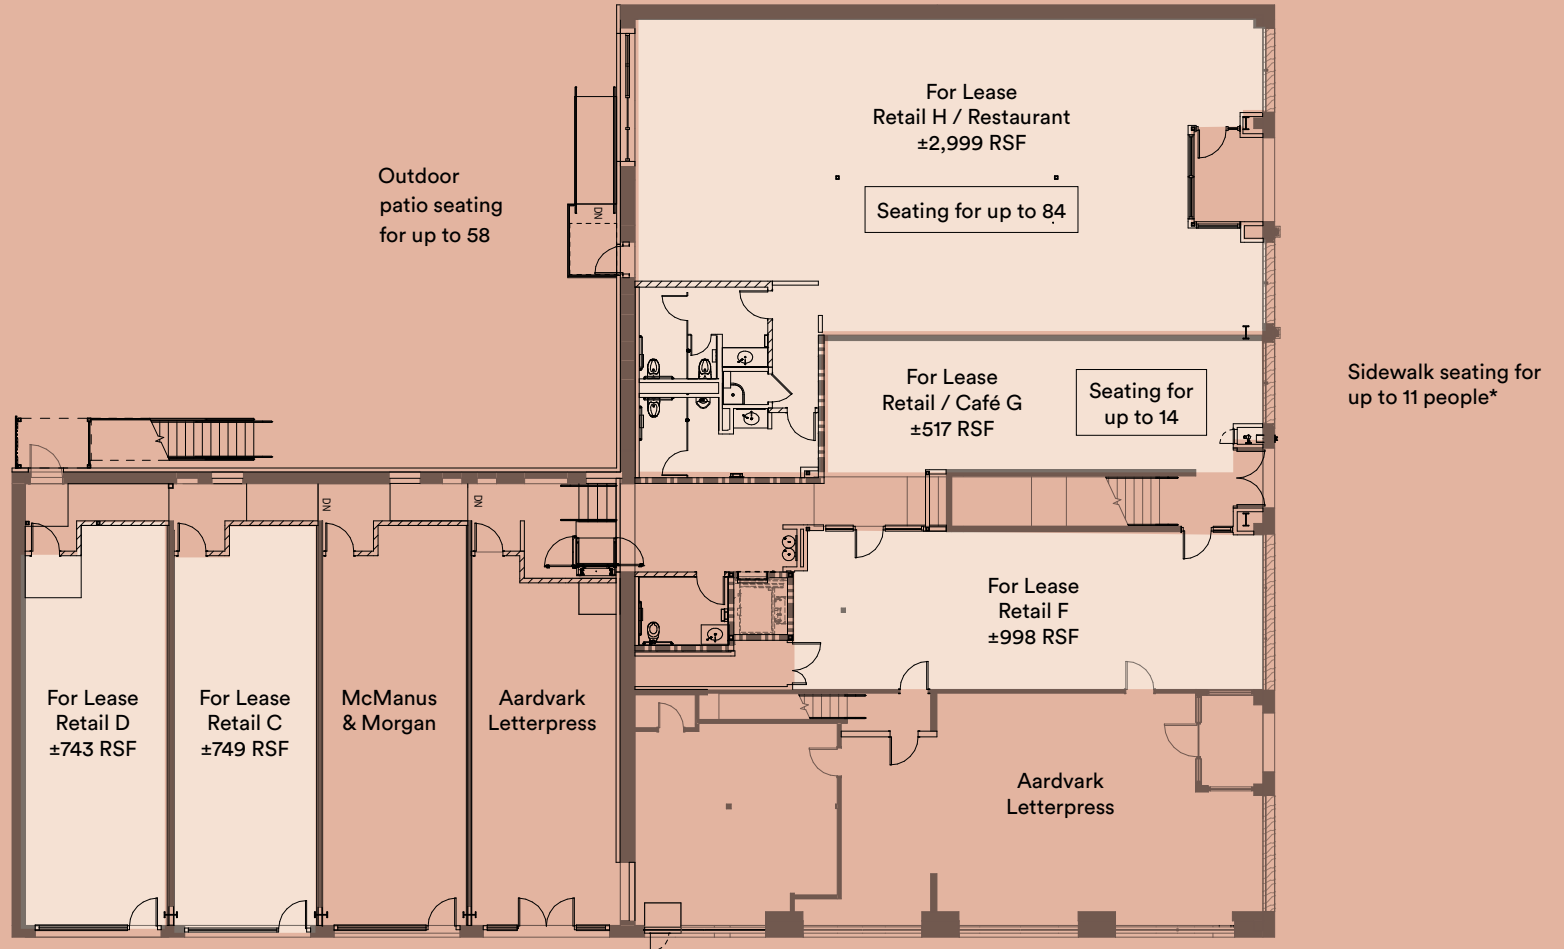 For Lease
Retail H / Restaurant
±2,999 RSF
Seating for up to 84
Outdoor
patio seating
for up to 58
DN
For Lease
Retail / Café G
±517 RSF
Seating for
up to 14
Sidewalk seating for
up to 11 people*
DN
DN
For Lease
Retail F
±998 RSF
For Lease
Retail D
±743 RSF
For Lease
Retail C
±749 RSF
McManus
& Morgan
Aardvark
Letterpress
Aardvark
Letterpress